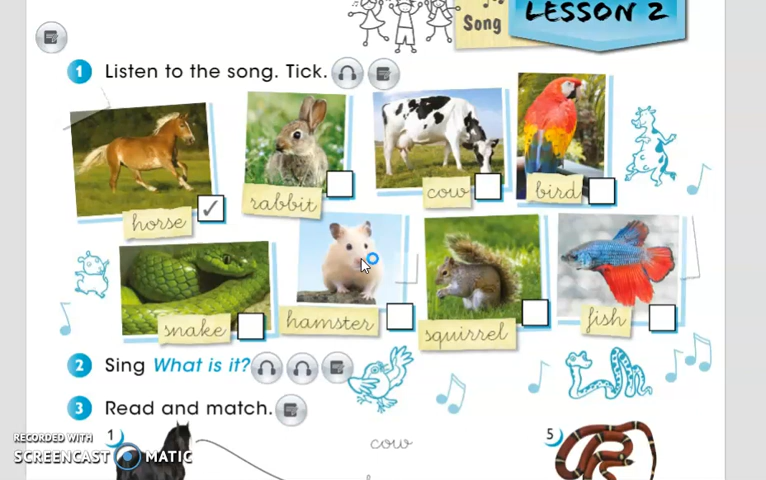 Song
LESSON 2
1 Listen to the song. Tick.
horse
rabbit
cow
bird
snake
hamster
squirrel
fish
2 Sing What is it?
3 Read and match.
1
cow
5
RECORDED WITH
SCREENCAST MATIC